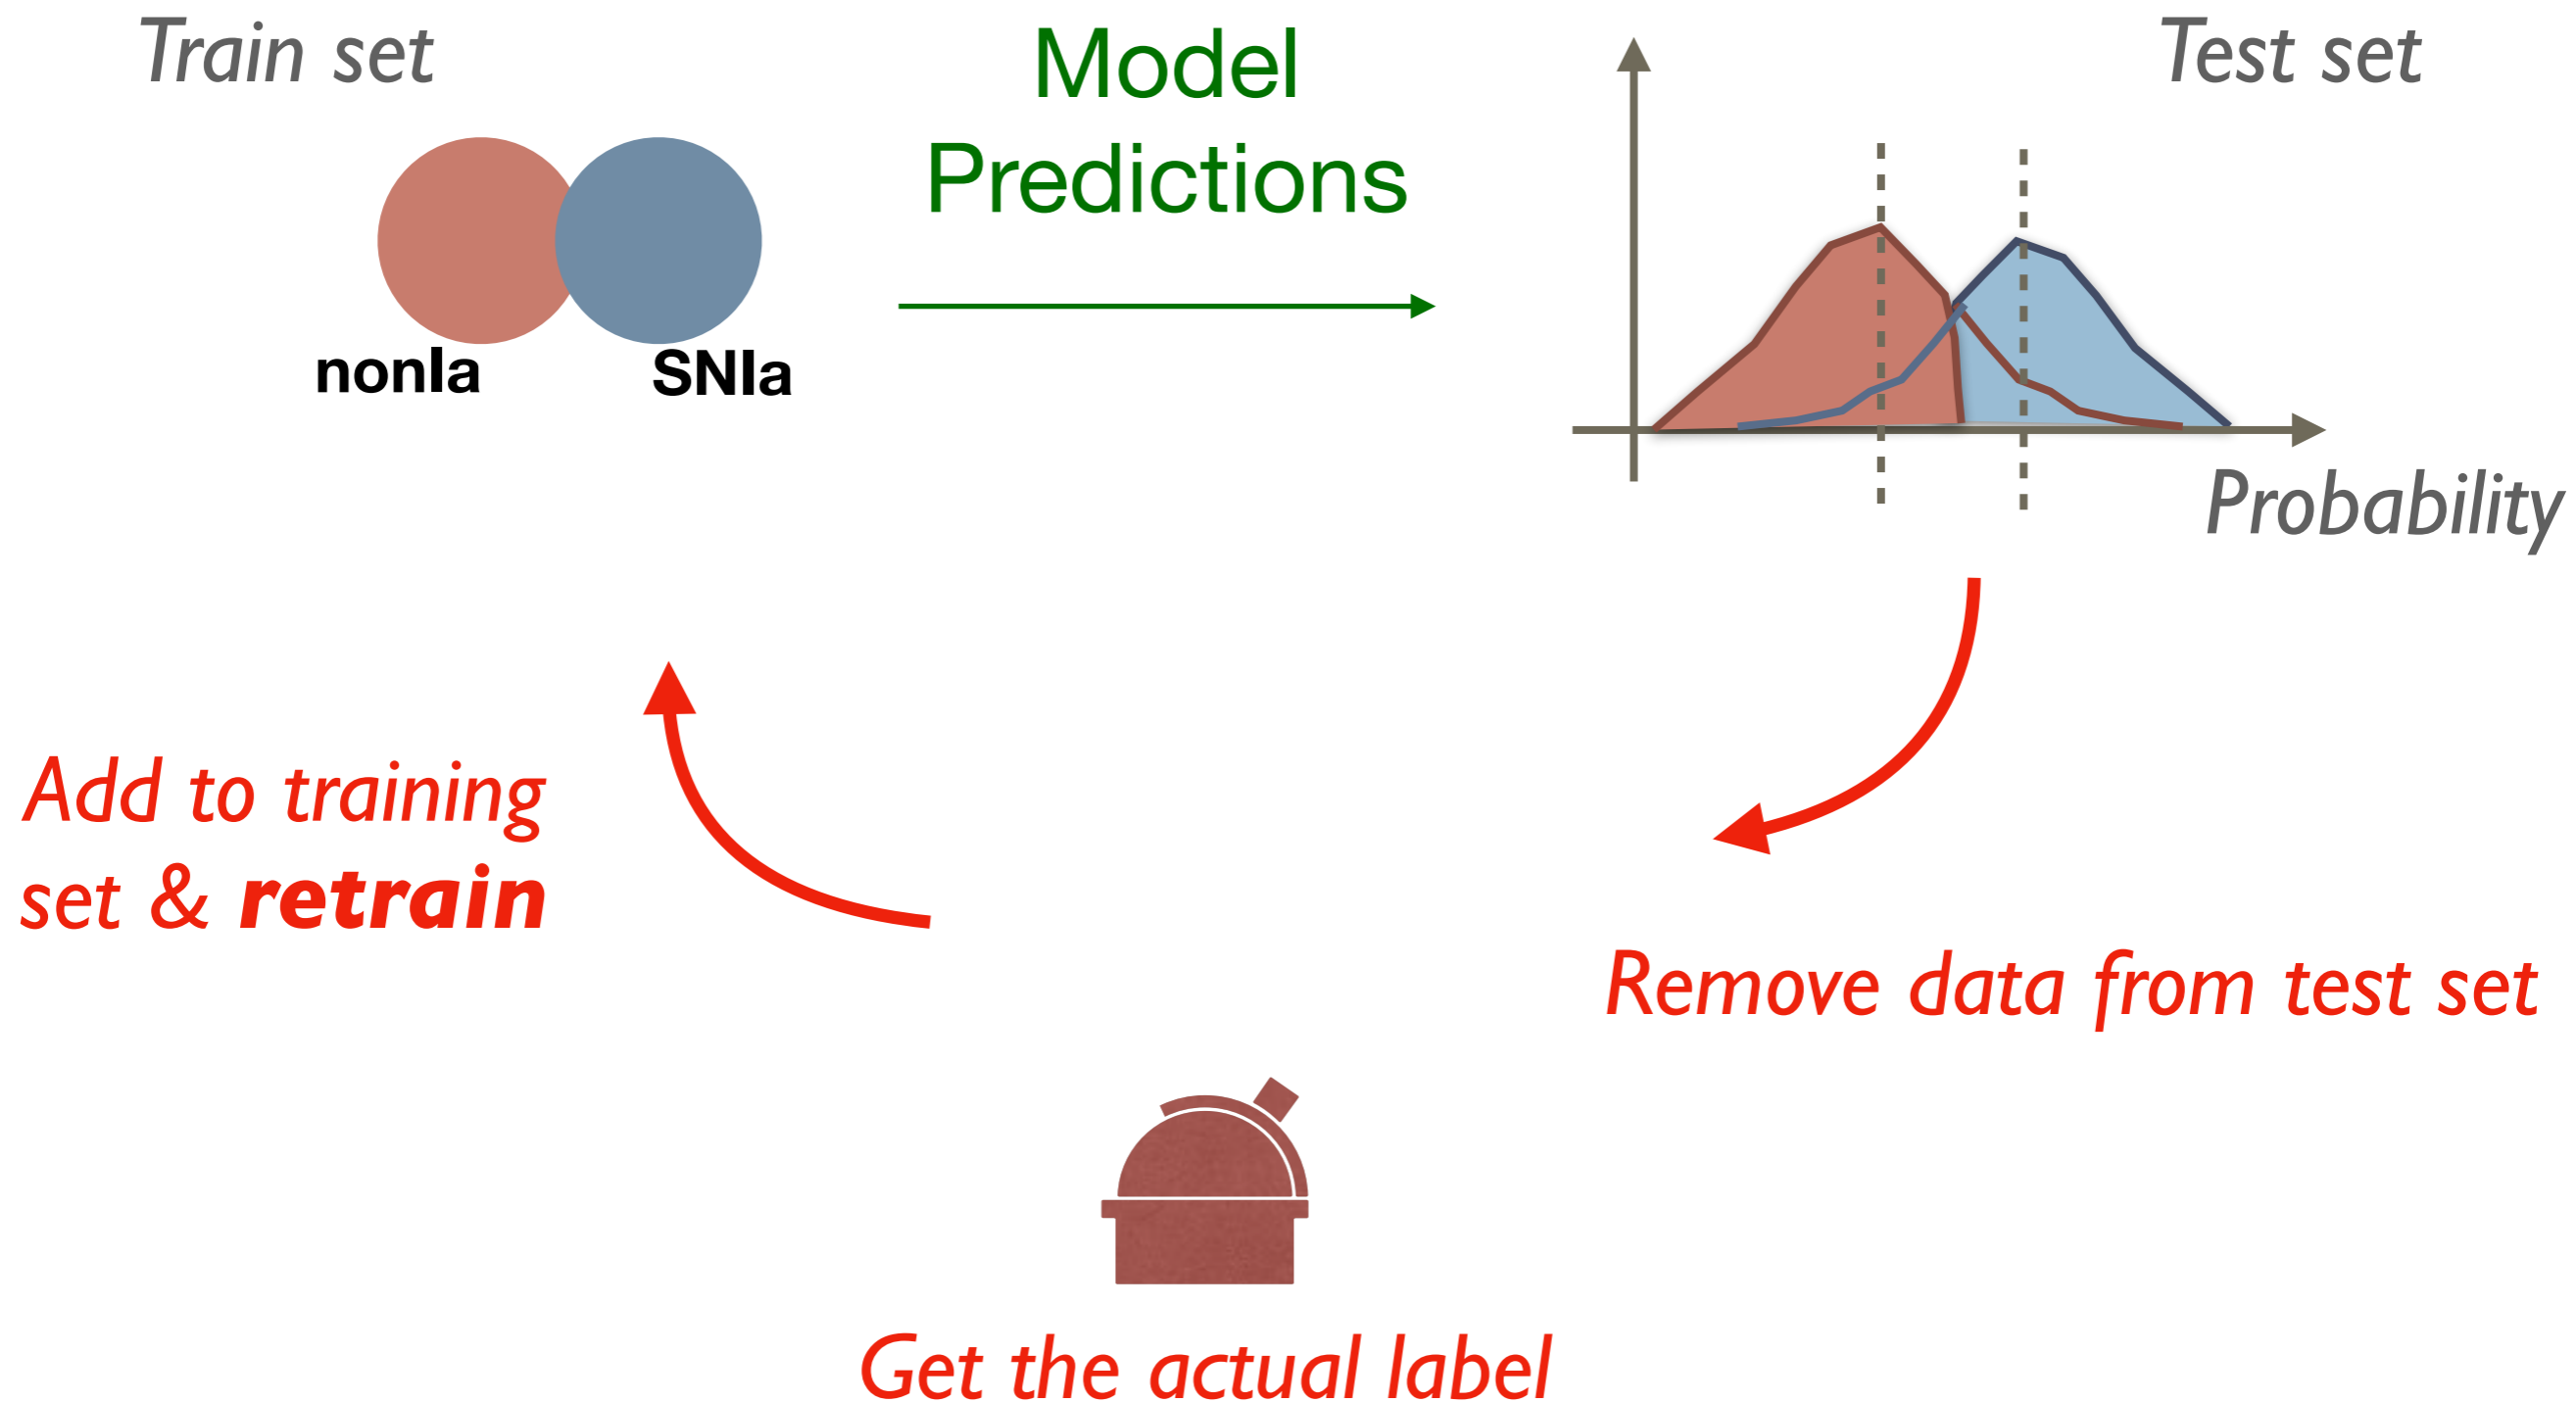 Train set
Model
Predictions
Test set
nonIa
SNIa
Probability
Add to training
set & retrain
Remove data from test set
Get the actual label